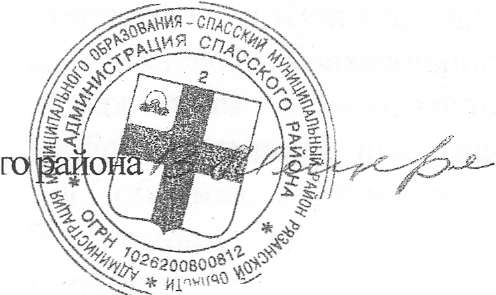 АДМИНИСТРАЦИЯ МУНИЦИПАЛЬНОГО ОБРАЗОВАНИЯ - СПАССКИЙ МУНИЦИПАЛЬНЫЙ РАЙОН РЯЗАНСКОЙ ОБЛАСТИ *
* АДМИНИСТРАЦИЯ СПАССКОГО РАЙОНА *
2
го района
ОГРН 1026200800812